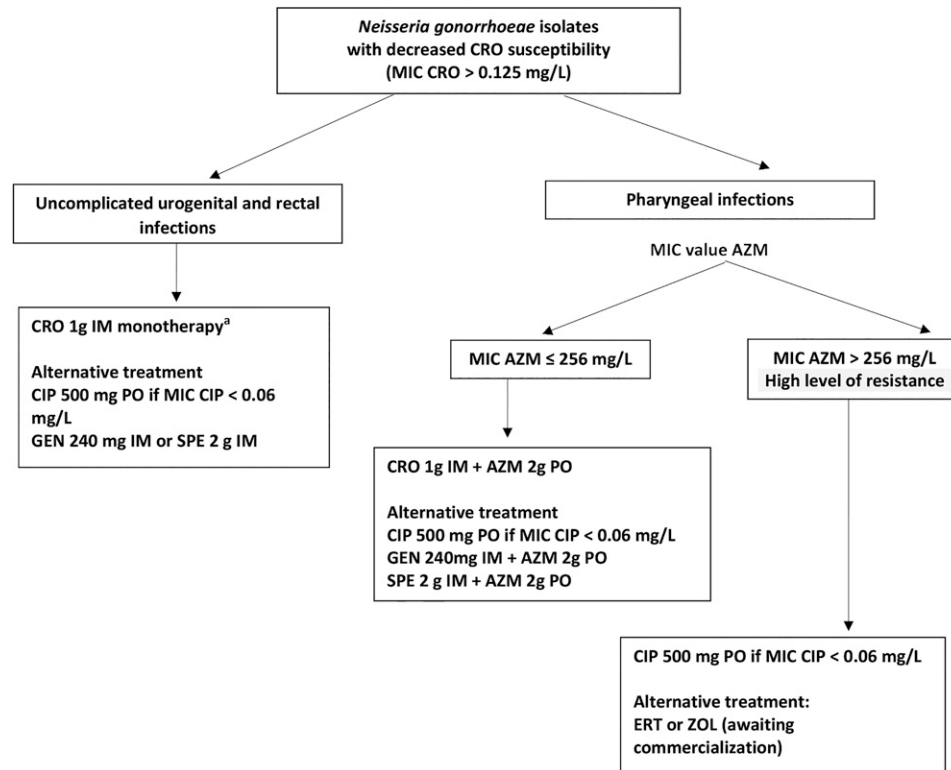 Neisseria gonorrhoeae isolates
with decreased CRO susceptibility
(MIC CRO > 0.125 mg/L)
Uncomplicated urogenital and rectal
infections
Pharyngeal infections
MIC value AZM
CRO 1g IM monotherapyᵃ
Alternative treatment
CIP 500 mg PO if MIC CIP < 0.06
mg/L
GEN 240 mg IM or SPE 2 g IM
MIC AZM ≤ 256 mg/L
MIC AZM > 256 mg/L
High level of resistance
CRO 1g IM + AZM 2g PO
Alternative treatment
CIP 500 mg PO if MIC CIP < 0.06 mg/L
GEN 240mg IM + AZM 2g PO
SPE 2 g IM + AZM 2g PO
CIP 500 mg PO if MIC CIP < 0.06 mg/L
Alternative treatment:
ERT or ZOL (awaiting
commercialization)